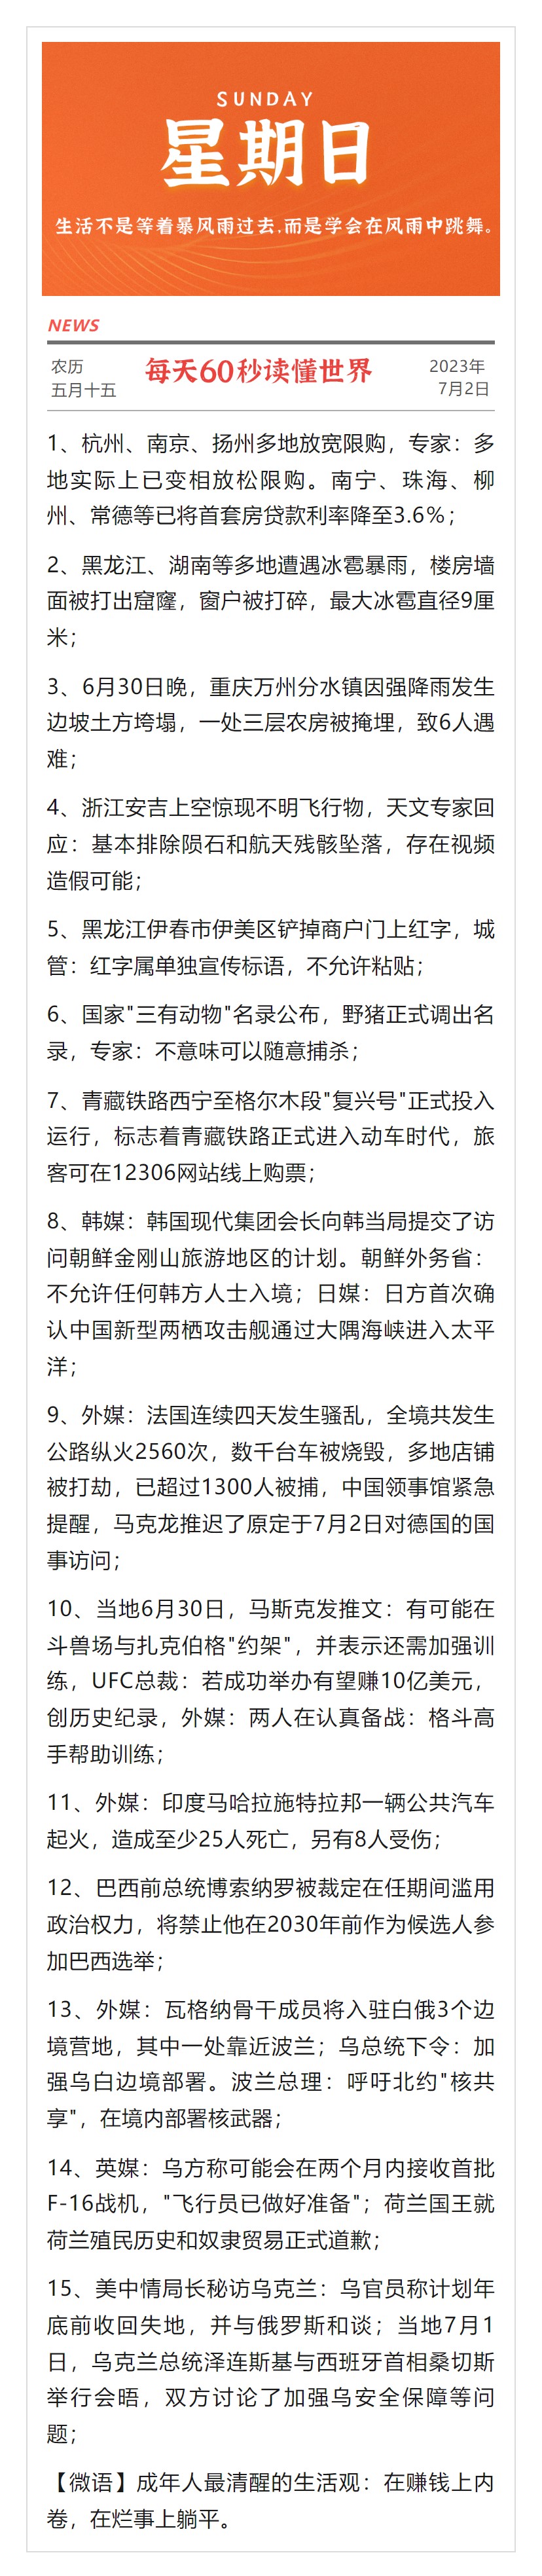 SUNDAY
星期日
生活不是等着暴风雨过去,而是学会在风雨中跳舞。
NEWS
农历
五月十五
每天60秒读懂世界
2023年
7月2日
1、杭州、南京、扬州多地放宽限购，专家：多
地实际上已变相放松限购。南宁、珠海、柳
州、常德等已将首套房贷款利率降至3.6%；
2、黑龙江、湖南等多地遭遇冰雹暴雨，楼房墙
面被打出窟窿，窗户被打碎，最大冰雹直径9厘
米；
3、6月30日晚，重庆万州分水镇因强降雨发生
边坡土方垮塌，一处三层农房被掩埋，致6人遇
难；
4、浙江安吉上空惊现不明飞行物，天文专家回
应：基本排除陨石和航天残骸坠落，存在视频
造假可能；
5、黑龙江伊春市伊美区铲掉商户门上红字，城
管：红字属单独宣传标语，不允许粘贴；
6、国家"三有动物"名录公布，野猪正式调出名
录，专家：不意味可以随意捕杀；
7、青藏铁路西宁至格尔木段"复兴号"正式投入
运行，标志着青藏铁路正式进入动车时代，旅
客可在12306网站线上购票；
8、韩媒：韩国现代集团会长向韩当局提交了访
问朝鲜金刚山旅游地区的计划。朝鲜外务省：
不允许任何韩方人士入境；日媒：日方首次确
认中国新型两栖攻击舰通过大隅海峡进入太平
洋；
9、外媒：法国连续四天发生骚乱，全境共发生
公路纵火2560次，数千台车被烧毁，多地店铺
被打劫，已超过1300人被捕，中国领事馆紧急
提醒，马克龙推迟了原定于7月2日对德国的国
事访问；
10、当地6月30日，马斯克发推文：有可能在
斗兽场与扎克伯格"约架"，并表示还需加强训
练，UFC总裁：若成功举办有望赚10亿美元，
创历史纪录，外媒：两人在认真备战：格斗高
手帮助训练；
11、外媒：印度马哈拉施特拉邦一辆公共汽车
起火，造成至少25人死亡，另有8人受伤；
12、巴西前总统博索纳罗被裁定在任期间滥用
政治权力，将禁止他在2030年前作为候选人参
加巴西选举；
13、外媒：瓦格纳骨干成员将入驻白俄3个边
境营地，其中一处靠近波兰；乌总统下令：加
强乌白边境部署。波兰总理：呼吁北约"核共
享"，在境内部署核武器；
14、英媒：乌方称可能会在两个月内接收首批
F-16战机，"飞行员已做好准备"；荷兰国王就
荷兰殖民历史和奴隶贸易正式道歉；
15、美中情局长秘访乌克兰：乌官员称计划年
底前收回失地，并与俄罗斯和谈；当地7月1
日，乌克兰总统泽连斯基与西班牙首相桑切斯
举行会晤，双方讨论了加强乌安全保障等问
题；
【微语】成年人最清醒的生活观：在赚钱上内
卷，在烂事上躺平。